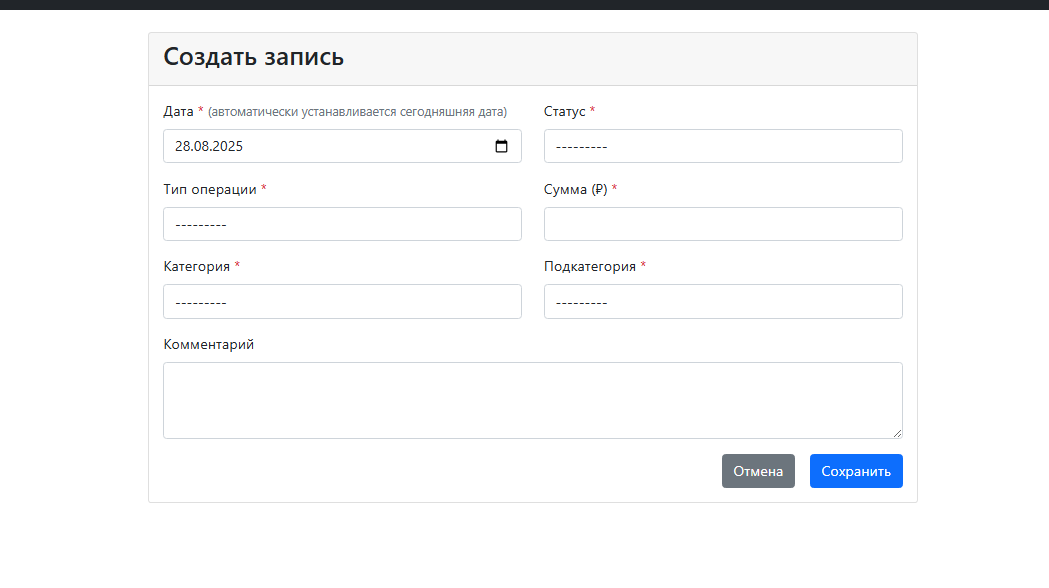 Создать запись
Дата * (автоматически устанавливается сегодняшняя дата)
Статус *
28.08.2025
---------
Тип операции *
Сумма (₽) *
---------
Категория *
Подкатегория *
---------
---------
Комментарий
Отмена
Сохранить